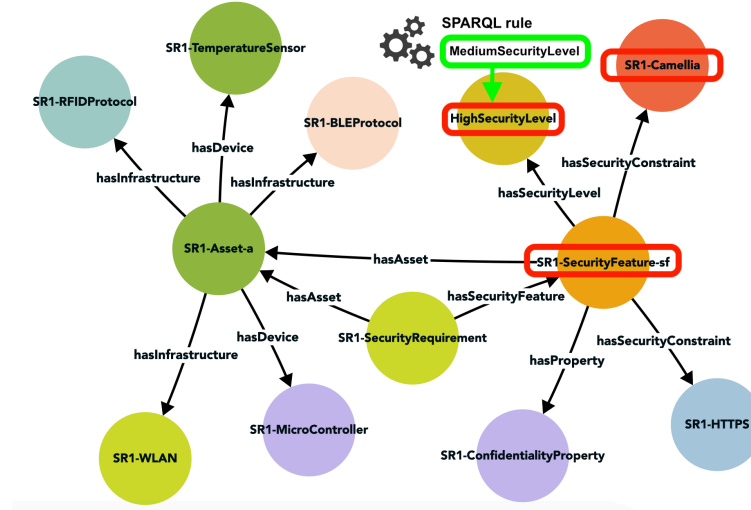 SPARQL rule
SR1-TemperatureSensor
MediumSecurityLevel
SR1-Camellia
SR1-RFIDProtocol
SR1-BLEProtocol
HighSecurityLevel
hasDevice
hasSecurityConstraint
hasInfrastructure
hasInfrastructure
hasSecurityLevel
SR1-Asset-a
hasAsset
SR1-SecurityFeature-sf
hasAsset
hasSecurityFeature
hasDevice
SR1-SecurityRequirement
hasSecurityConstraint
hasInfrastructure
hasProperty
SR1-HTTPS
SR1-MicroController
SR1-WLAN
SR1-ConfidentialityProperty